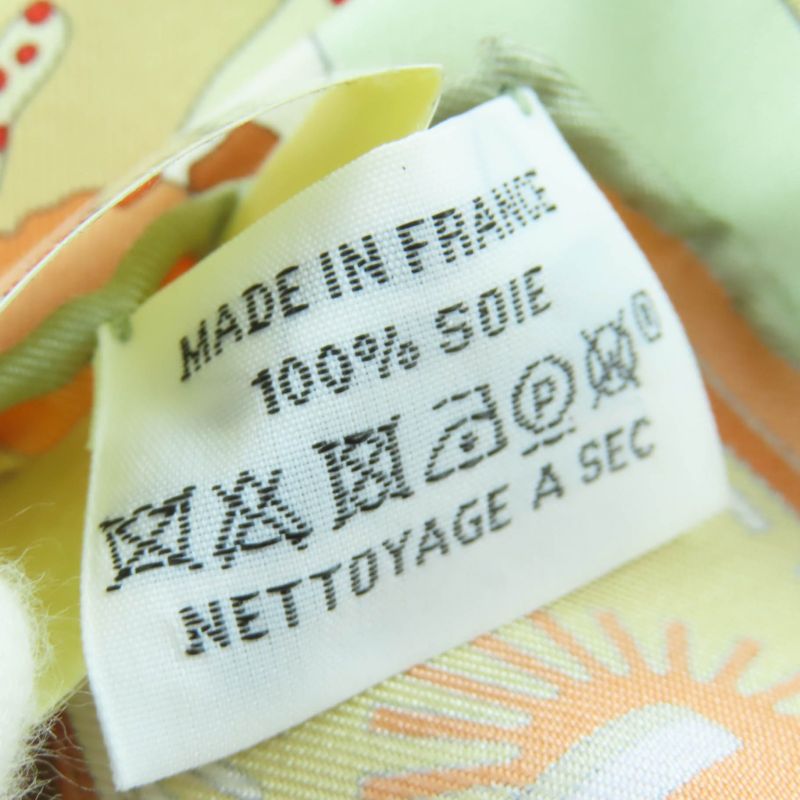 MADE IN FRANCE
100% SOIE
P W
NETTOYAGE A SEC